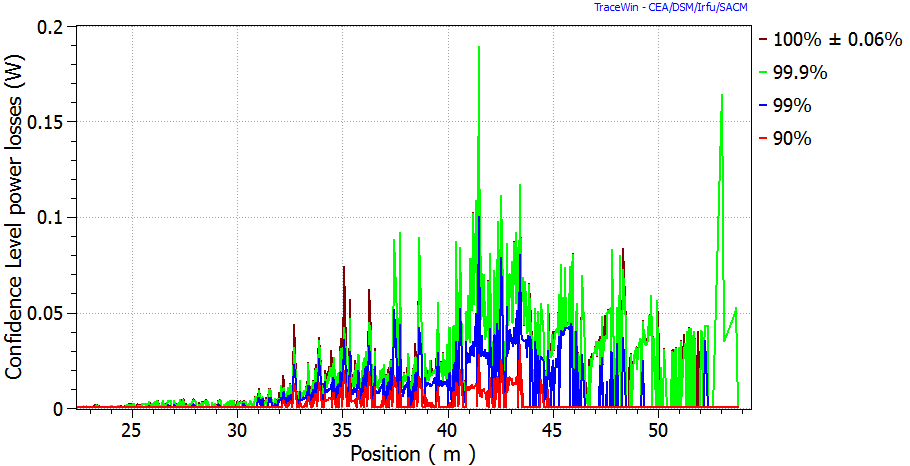 TraceWin - CEA/DSM/Irfu/SACM
Confidence Level power losses (W)
0.2
0.15
0.1
0.05
0
25 30 35 40 45 50
Position ( m )
100% ± 0.06%
99.9%
99%
90%